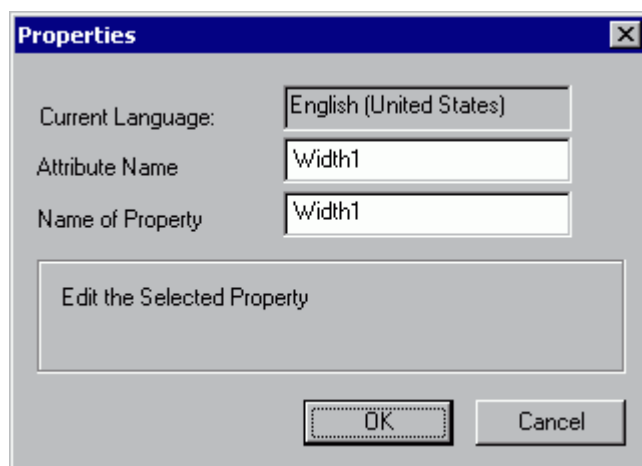 Properties
Current Language: English (United States)
Attribute Name Width1
Name of Property Width1
Edit the Selected Property
OK Cancel